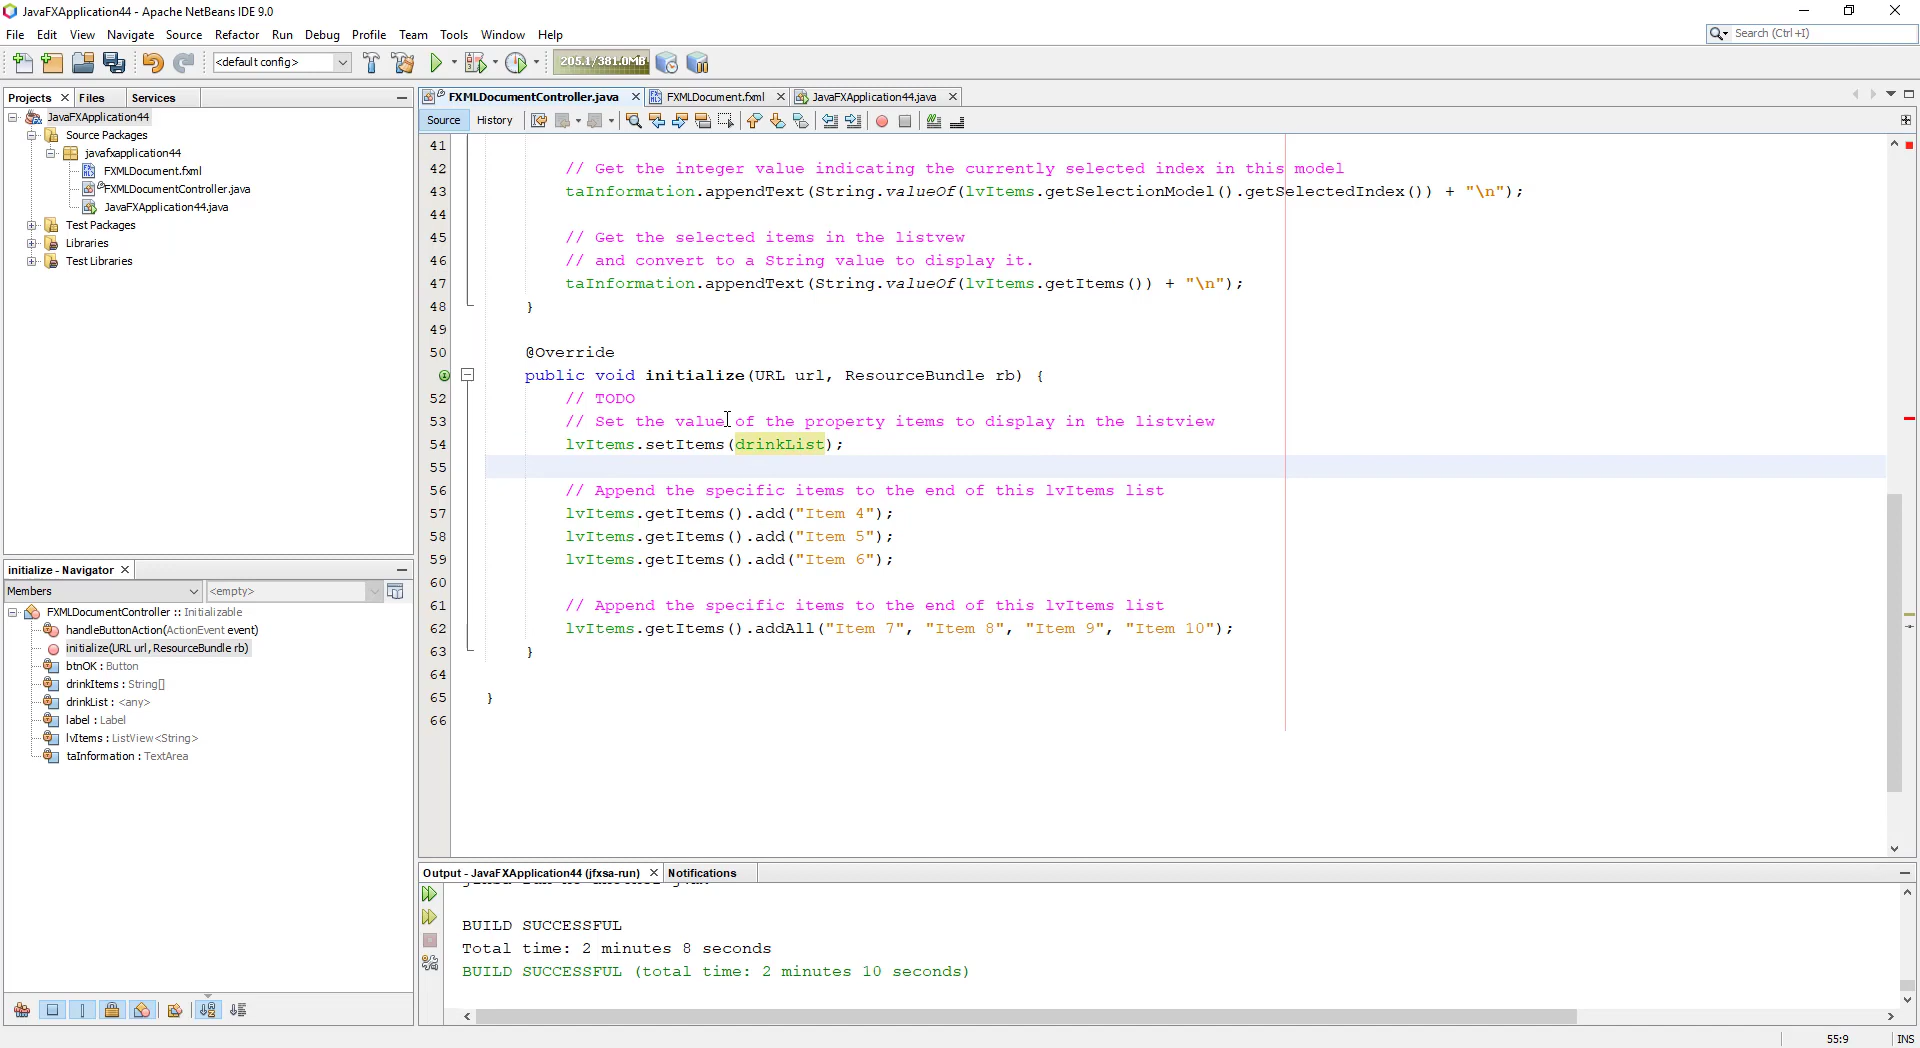 JavaFXApplication44 - Apache NetBeans IDE 9.0
File Edit View Navigate Source Refactor Run Debug Profile Team Tools Window Help
Search (Ctrl+I)
<default config>
205.1/381.0MB
Projects Files Services
JavaFXApplication44
Source Packages
javafxapplication44
FXMLDocument.fxml
FXMLDocumentController.java
JavaFXApplication44.java
Test Packages
Libraries
Test Libraries
initialize - Navigator
Members
<empty>
FXMLDocumentController :: Initializable
handleButtonAction(ActionEvent event)
initialize(URL url, ResourceBundle rb)
btnOK : Button
drinkItems : String[]
drinkList : <any>
label : Label
lvItems : ListView<String>
taInformation : TextArea
FXMLDocumentController.java FXMLDocument.fxml JavaFXApplication44.java
Source History
41
42 // Get the integer value indicating the currently selected index in this model
43 taInformation.appendText(String.valueOf(lvItems.getSelectionModel().getSelectedIndex()) + "\n");
44
45 // Get the selected items in the listvew
46 // and convert to a String value to display it.
47 taInformation.appendText(String.valueOf(lvItems.getItems()) + "\n");
48 }
49
50 @Override
public void initialize(URL url, ResourceBundle rb) {
52 // TODO
53 // Set the value of the property items to display in the listview
54 lvItems.setItems(drinkList);
55
56 // Append the specific items to the end of this lvItems list
57 lvItems.getItems().add("Item 4");
58 lvItems.getItems().add("Item 5");
59 lvItems.getItems().add("Item 6");
60
61 // Append the specific items to the end of this lvItems list
62 lvItems.getItems().addAll("Item 7", "Item 8", "Item 9", "Item 10");
63 }
64
65 }
66
Output - JavaFXApplication44 (jfxsa-run) Notifications
BUILD SUCCESSFUL
Total time: 2 minutes 8 seconds
BUILD SUCCESSFUL (total time: 2 minutes 10 seconds)
55:9 INS